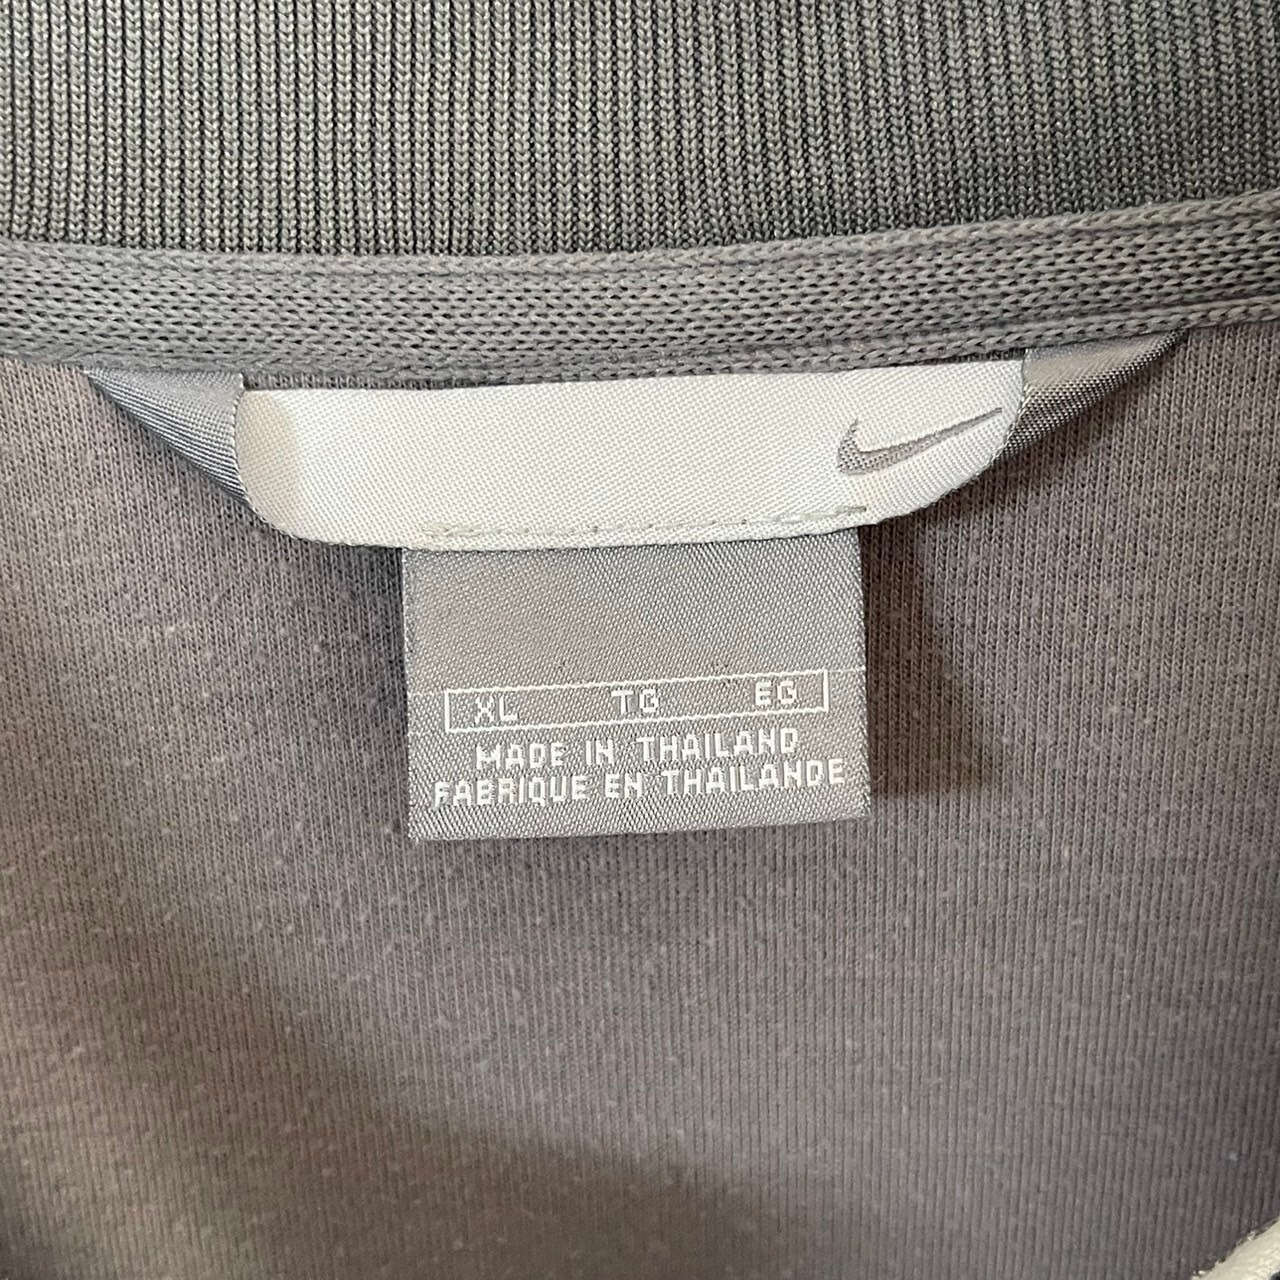 XL TG EG
MADE IN THAILAND
FABRIQUE EN THAILANDE